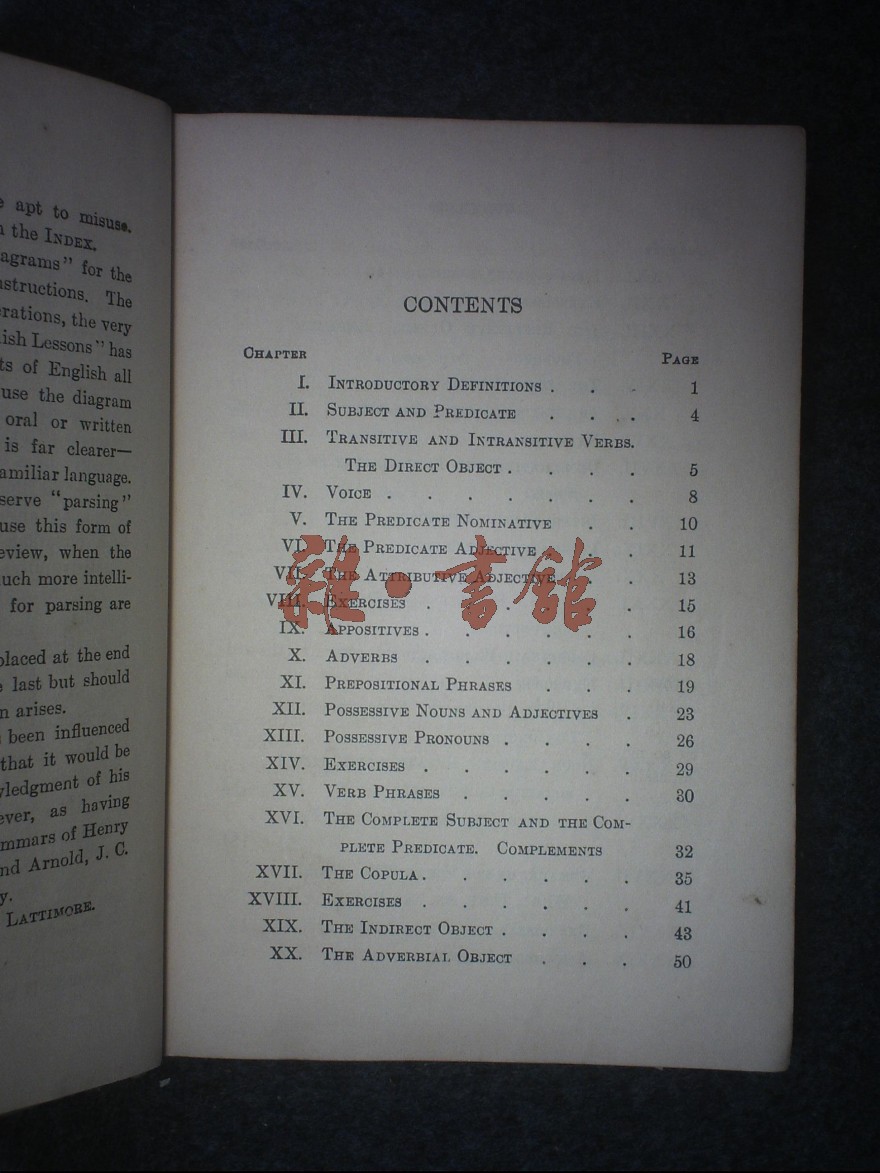 e apt to misuse.
n the INDEX.
agrams" for the
nstructions. The
erations, the very
lish Lessons" has
ts of English all
use the diagram
oral or written
is far clearer—
amiliar language.
serve "parsing"
use this form of
eview, when the
uch more intelli-
for parsing are
placed at the end
e last but should
n arises.
been influenced
that it would be
wledgment of his
ever, as having
mmars of Henry
nd Arnold, J. C.
y.
LATTIMORE.
CONTENTS
CHAPTER PAGE
I. INTRODUCTORY DEFINITIONS . . . 1
II. SUBJECT AND PREDICATE . . . . 4
III. TRANSITIVE AND INTRANSITIVE VERBS.
THE DIRECT OBJECT . . . . 5
IV. VOICE . . . . . . . 8
V. THE PREDICATE NOMINATIVE . . 10
VI. THE PREDICATE ADJECTIVE . . . 11
VII. THE ATTRIBUTIVE ADJECTIVE . . 13
VIII. EXERCISES . . . . . . 15
IX. APPOSITIVES . . . . . . 16
X. ADVERBS . . . . . . 18
XI. PREPOSITIONAL PHRASES . . . 19
XII. POSSESSIVE NOUNS AND ADJECTIVES . 23
XIII. POSSESSIVE PRONOUNS . . . . 26
XIV. EXERCISES . . . . . . 29
XV. VERB PHRASES . . . . . 30
XVI. THE COMPLETE SUBJECT AND THE COM-
PLETE PREDICATE. COMPLEMENTS 32
XVII. THE COPULA . . . . . . 35
XVIII. EXERCISES . . . . . . 41
XIX. THE INDIRECT OBJECT . . . . 43
XX. THE ADVERBIAL OBJECT . . . 50
雜·書館